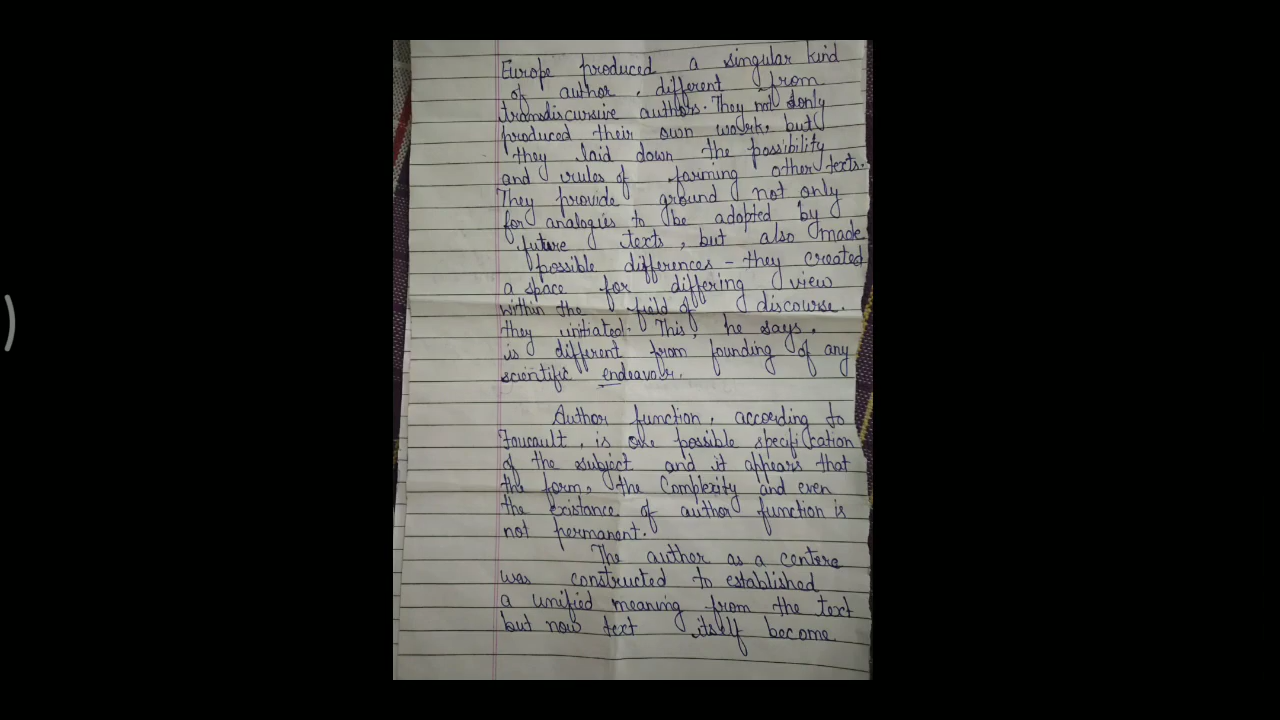 Europe produced a singular kind
of author, different from
transdiscursive authors. They not only
produced their own work, but
they laid down the possibility
and rules of forming other texts.
They provide ground not only
for analogies to be adopted by
future texts, but also made
possible differences - they created
a space for differing view
within the field of discourse.
they initiated. This, he says,
is different from founding of any
scientific endeavour.
Author function, according to
Foucault, is one possible specification
of the subject and it appears that
the form, the Complexity and even
the existance of author function is
not permanent.
The author as a centere
was constructed to established
a unified meaning from the text
but now text itself become